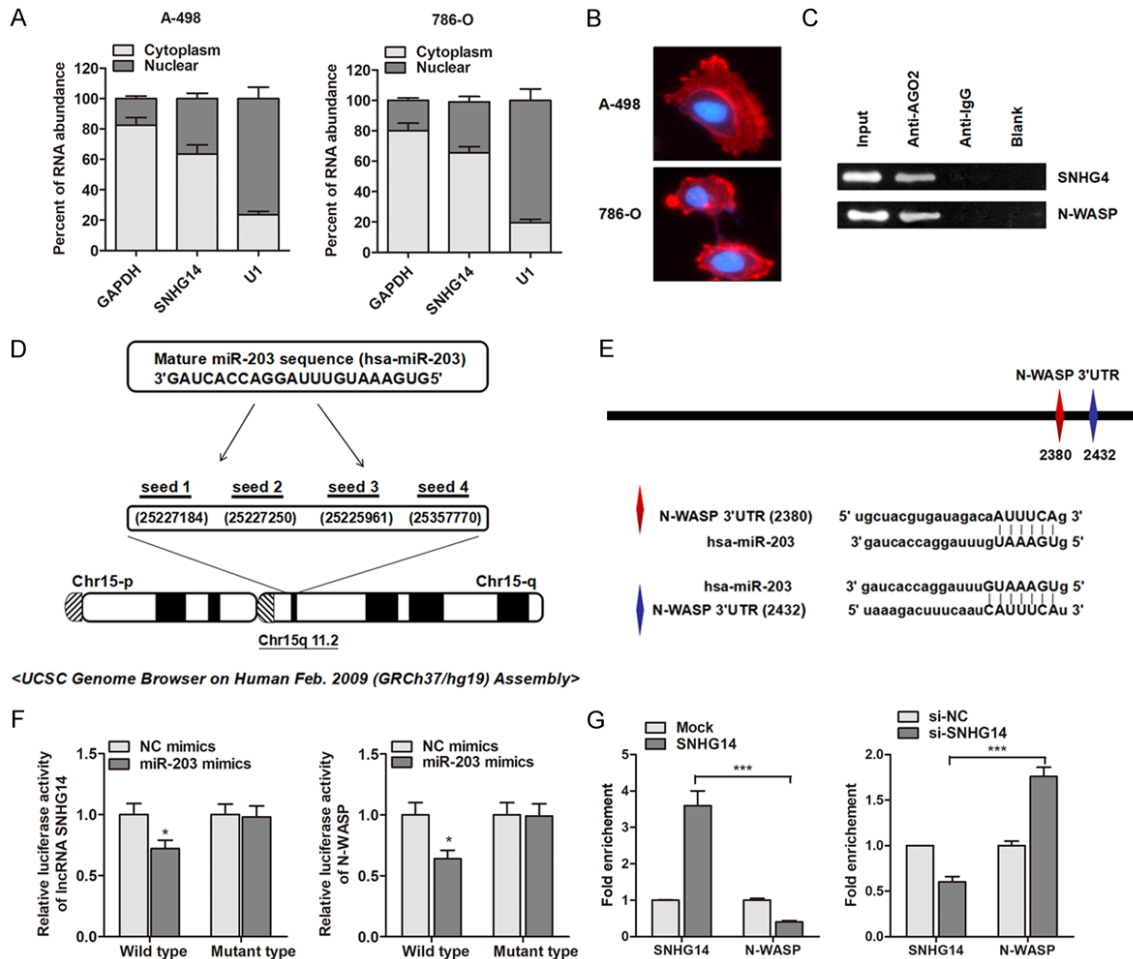 A
A-498
Cytoplasm
Nuclear
Percent of RNA abundance
120
100
80
60
40
20
0
GAPDH
SNHG14
U1
786-O
Cytoplasm
Nuclear
Percent of RNA abundance
120
100
80
60
40
20
0
GAPDH
SNHG14
U1
B
A-498
786-O
C
Input
Anti-AGO2
Anti-IgG
Blank
SNHG4
N-WASP
D
Mature miR-203 sequence (hsa-miR-203)
3'GAUCACCAGGAUUUGUAAAGUG5'
seed 1 seed 2 seed 3 seed 4
(25227184) (25227250) (25225961) (25357770)
Chr15-p Chr15-q
Chr15q 11.2
<UCSC Genome Browser on Human Feb. 2009 (GRCh37/hg19) Assembly>
E
N-WASP 3'UTR
2380 2432
N-WASP 3'UTR (2380) 5' ugcuacgugauagacaAUUUCAg 3'
hsa-miR-203 3'gaucaccaggauuugUAAAGUg 5'
hsa-miR-203 3' gaucaccaggauuuGUAAAGUg 5'
N-WASP 3'UTR (2432) 5' uaaagacuuucaauCAUUUCAu 3'
F
NC mimics
miR-203 mimics
Relative luciferase activity
of lncRNA SNHG14
1.5
1.0
0.5
0.0
*
Wild type Mutant type
NC mimics
miR-203 mimics
Relative luciferase activity
of N-WASP
1.5
1.0
0.5
0.0
*
Wild type Mutant type
G
Mock
SNHG14
Fold enrichement
8
6
4
2
0
***
SNHG14 N-WASP
si-NC
si-SNHG14
Fold enrichement
2.0
1.5
1.0
0.5
0.0
***
SNHG14 N-WASP